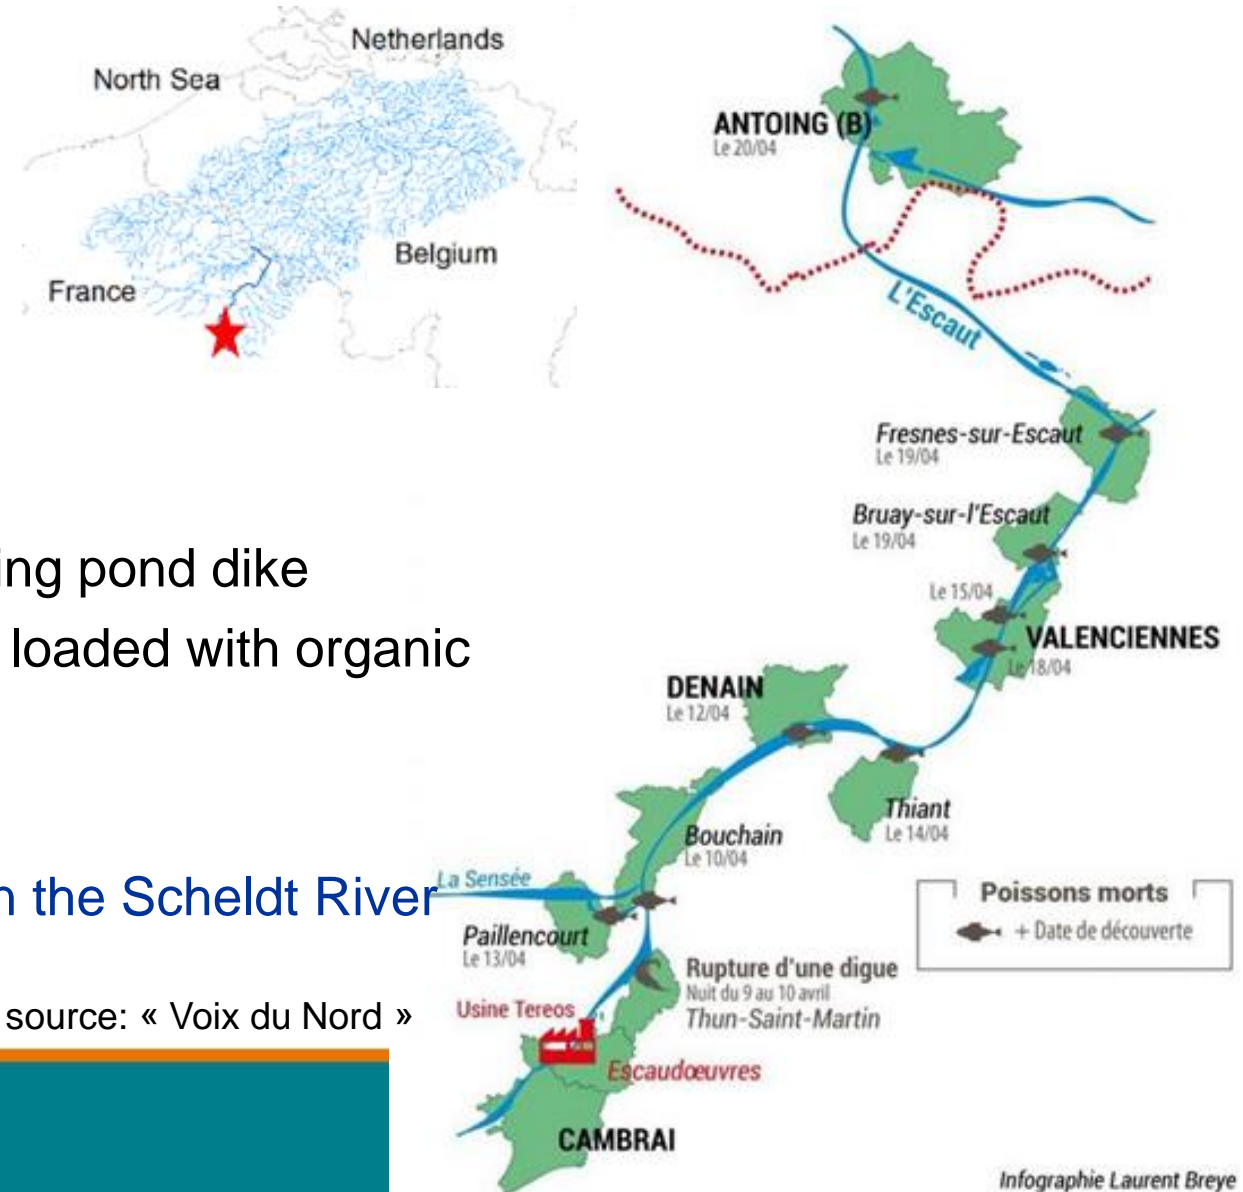 Netherlands
North Sea
Belgium
France
ing pond dike
loaded with organic
n the Scheldt River
source: « Voix du Nord »
ANTOING (B)
Le 20/04
L'Escaut
Fresnes-sur-Escaut
Le 19/04
Bruay-sur-l'Escaut
Le 19/04
Le 15/04
VALENCIENNES
Le 18/04
DENAIN
Le 12/04
Thiant
Le 14/04
Bouchain
Le 10/04
La Sensée
Paillencourt
Le 13/04
Poissons morts
+ Date de découverte
Rupture d'une digue
Nuit du 9 au 10 avril
Thun-Saint-Martin
Usine Tereos
Escaudœuvres
CAMBRAI
Infographie Laurent Breye